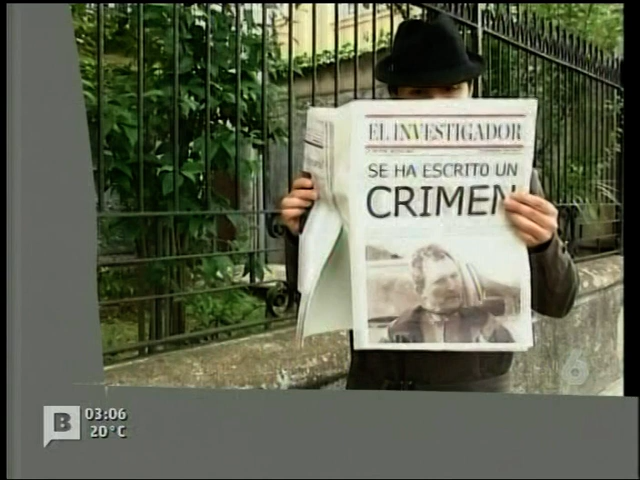 EL INVESTIGADOR
SE HA ESCRITO UN
CRIMEN
6
B
03:06
20°C